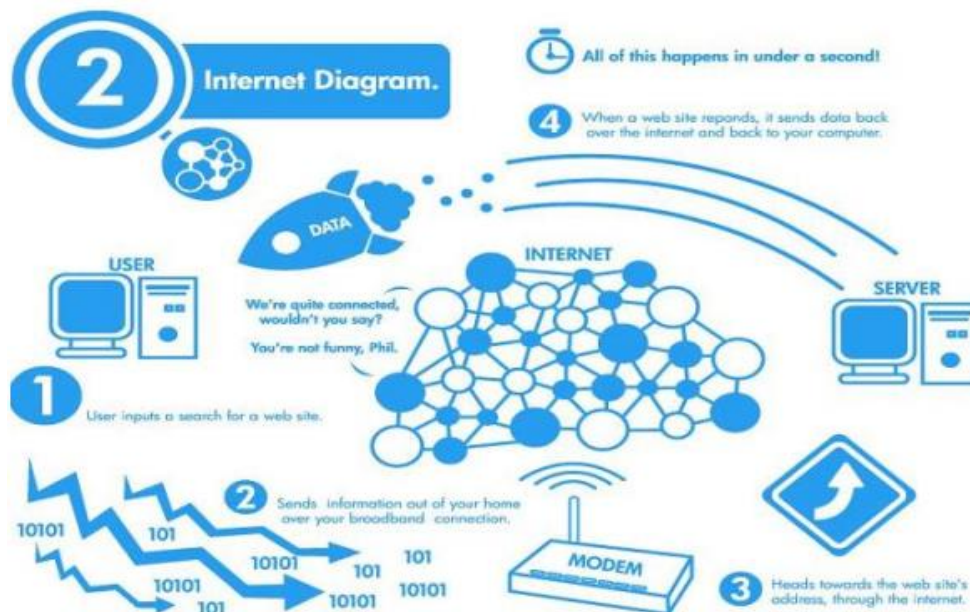 2
Internet Diagram.
All of this happens in under a second!
4
When a web site reponds, it sends data back
over the internet and back to your computer.
DATA
USER
INTERNET
SERVER
We're quite connected,
wouldn't you say?
You're not funny, Phil.
1
User inputs a search for a web site.
2
Sends information out of your home
over your broadband connection.
10101
101
10101
101
101
10101
101
10101
10101
MODEM
3
Heads towards the web site's
address, through the internet.